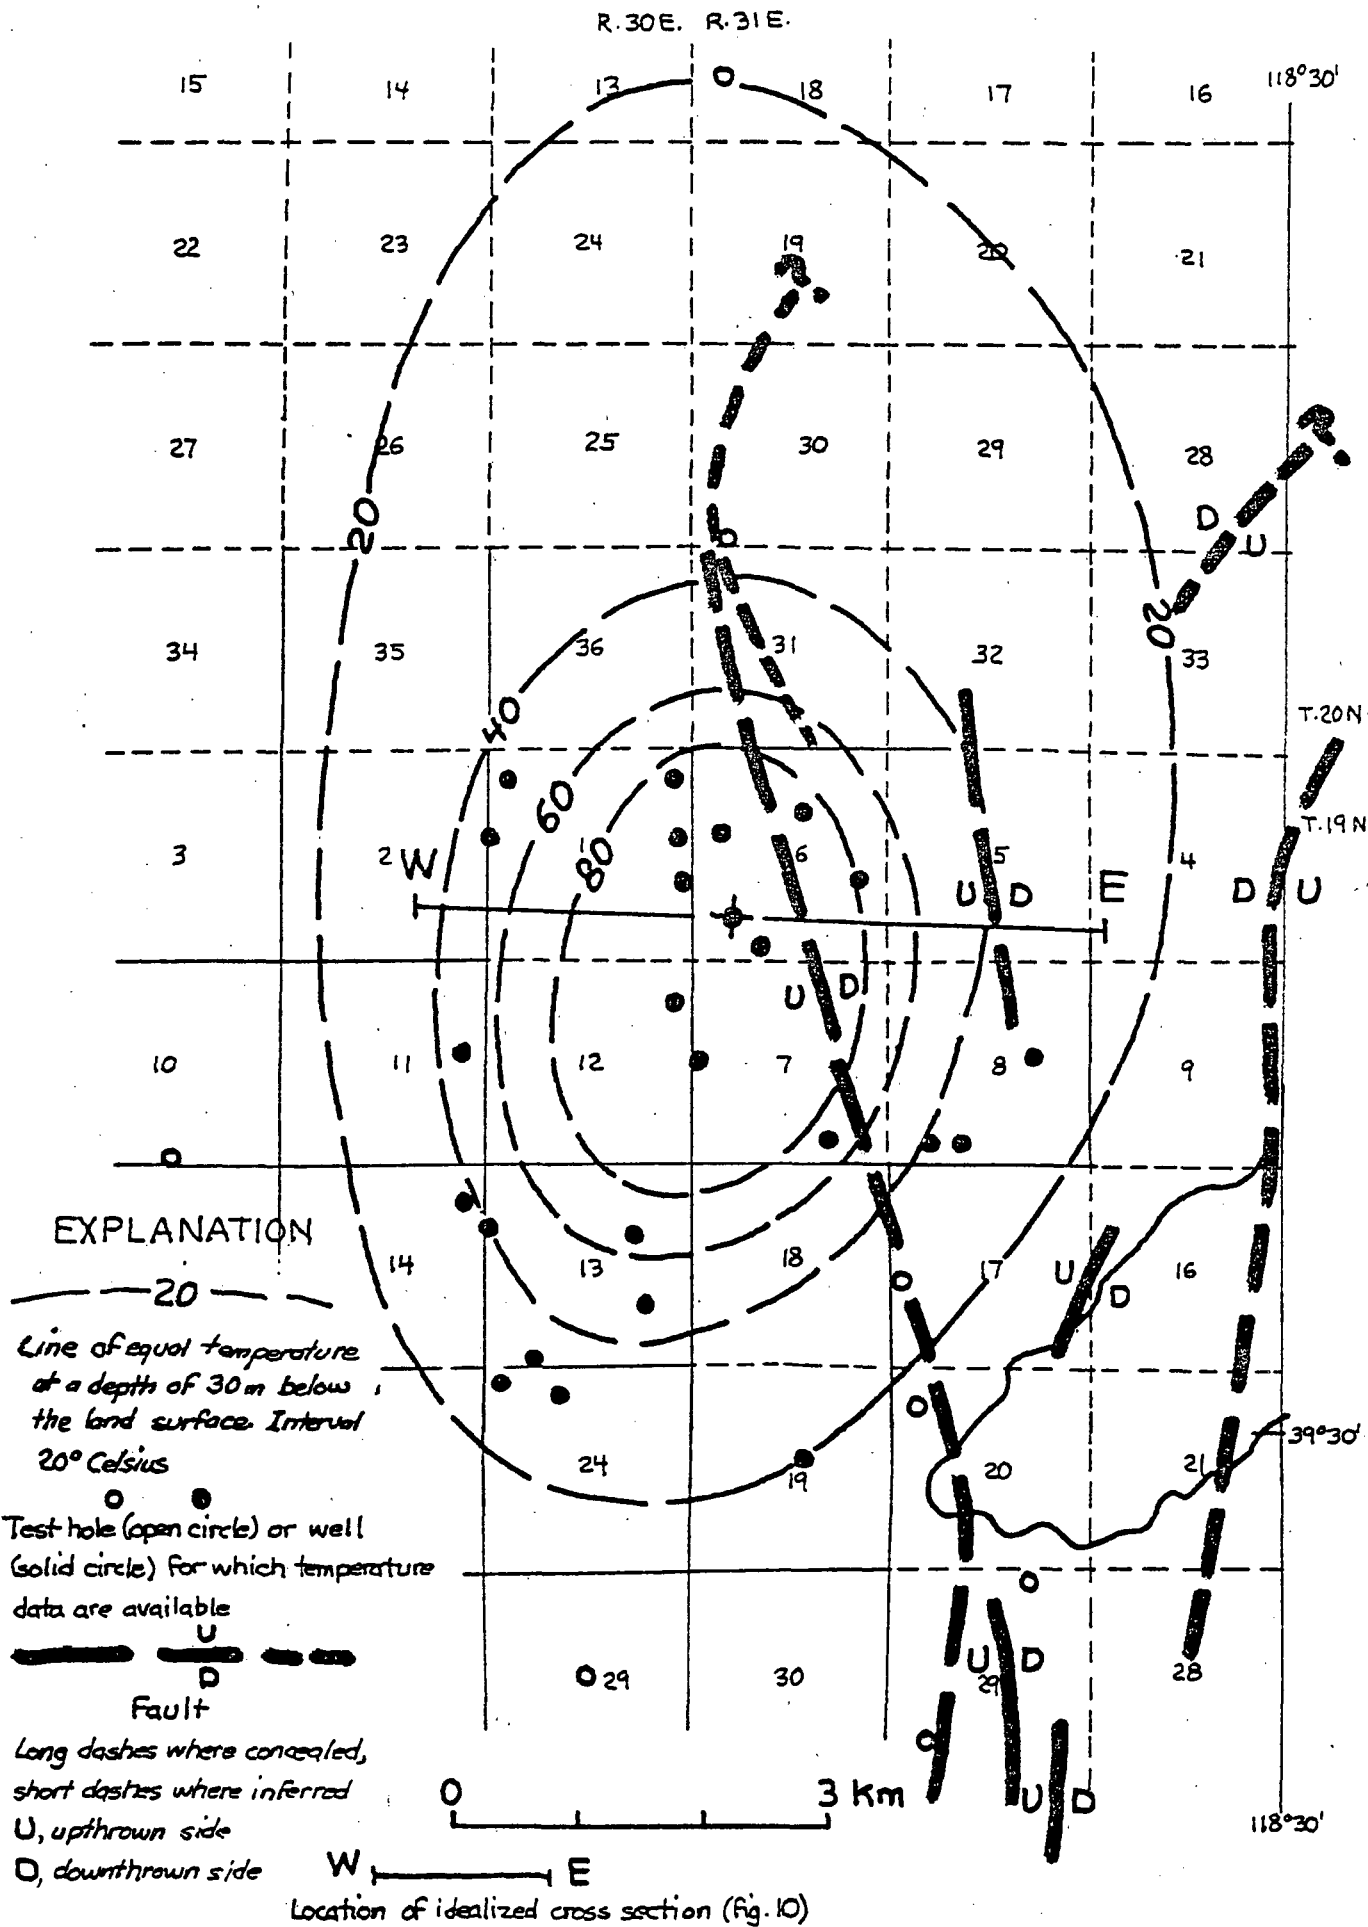 R.30E. R.31E.
15 14 13 18 17 16 118°30'
22 23 24 19 20 21
27 26 25 30 29 28
20
D U
20
34 35 36 31 32 33
40
T.20N
60
T.19N
80
3 2 W 6 5 4
U D E D U
U D
10 11 12 7 8 9
EXPLANATION
14 13 18 17 U D 16
20
Line of equal temperature
at a depth of 30m below
the land surface. Interval
20° Celsius
39°30'
24 19 20 21
Test hole (open circle) or well
(solid circle) for which temperature
data are available
U
D
29 30 29 28
U D
Fault
Long dashes where concealed,
short dashes where inferred
U, upthrown side
D, downthrown side
0 3 Km
U D
118°30'
W E
Location of idealized cross section (fig. 10)